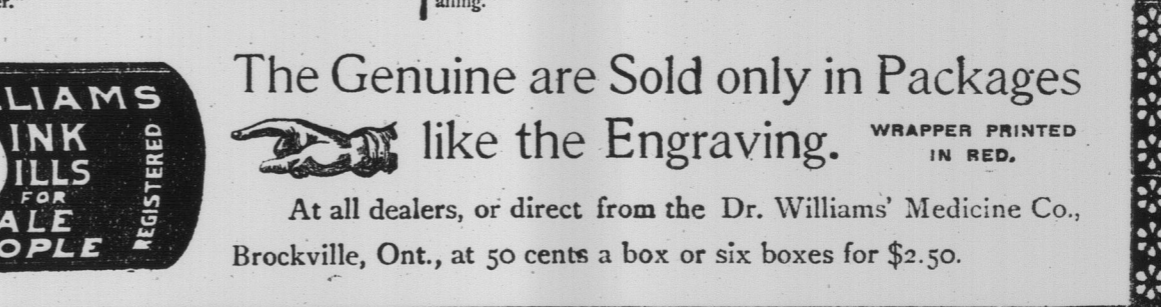 The Genuine are Sold only in Packages
like the Engraving.
WRAPPER PRINTED
IN RED.
At all dealers, or direct from the Dr. Williams' Medicine Co.,
Brockville, Ont., at 50 cents a box or six boxes for $2.50.
LLIAMS
INK
ILLS
FOR
ALE
OPLE
REGISTERED